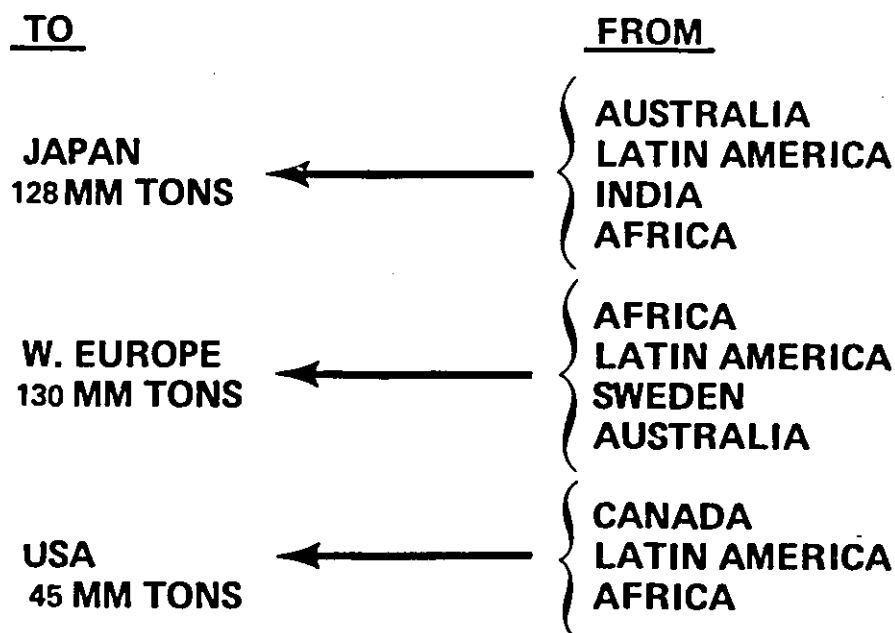 TO
FROM
JAPAN
128 MM TONS
AUSTRALIA
LATIN AMERICA
INDIA
AFRICA
W. EUROPE
130 MM TONS
AFRICA
LATIN AMERICA
SWEDEN
AUSTRALIA
USA
45 MM TONS
CANADA
LATIN AMERICA
AFRICA